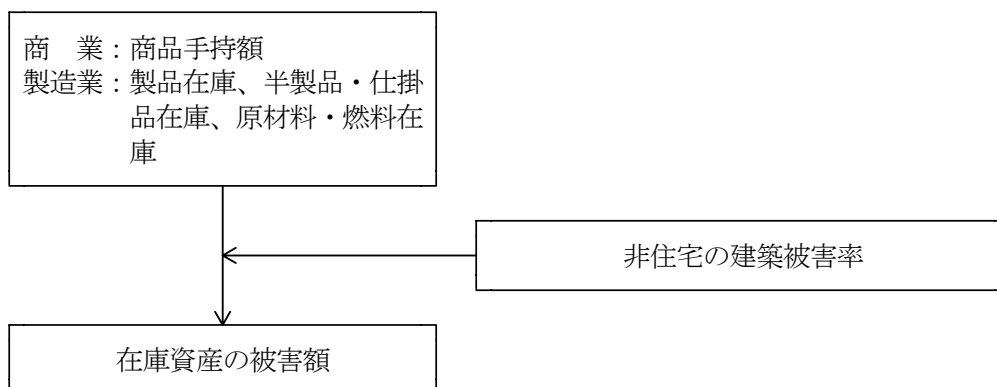 商　業：商品手持額
製造業：製品在庫、半製品・仕掛
品在庫、原材料・燃料在
庫
非住宅の建築被害率
在庫資産の被害額